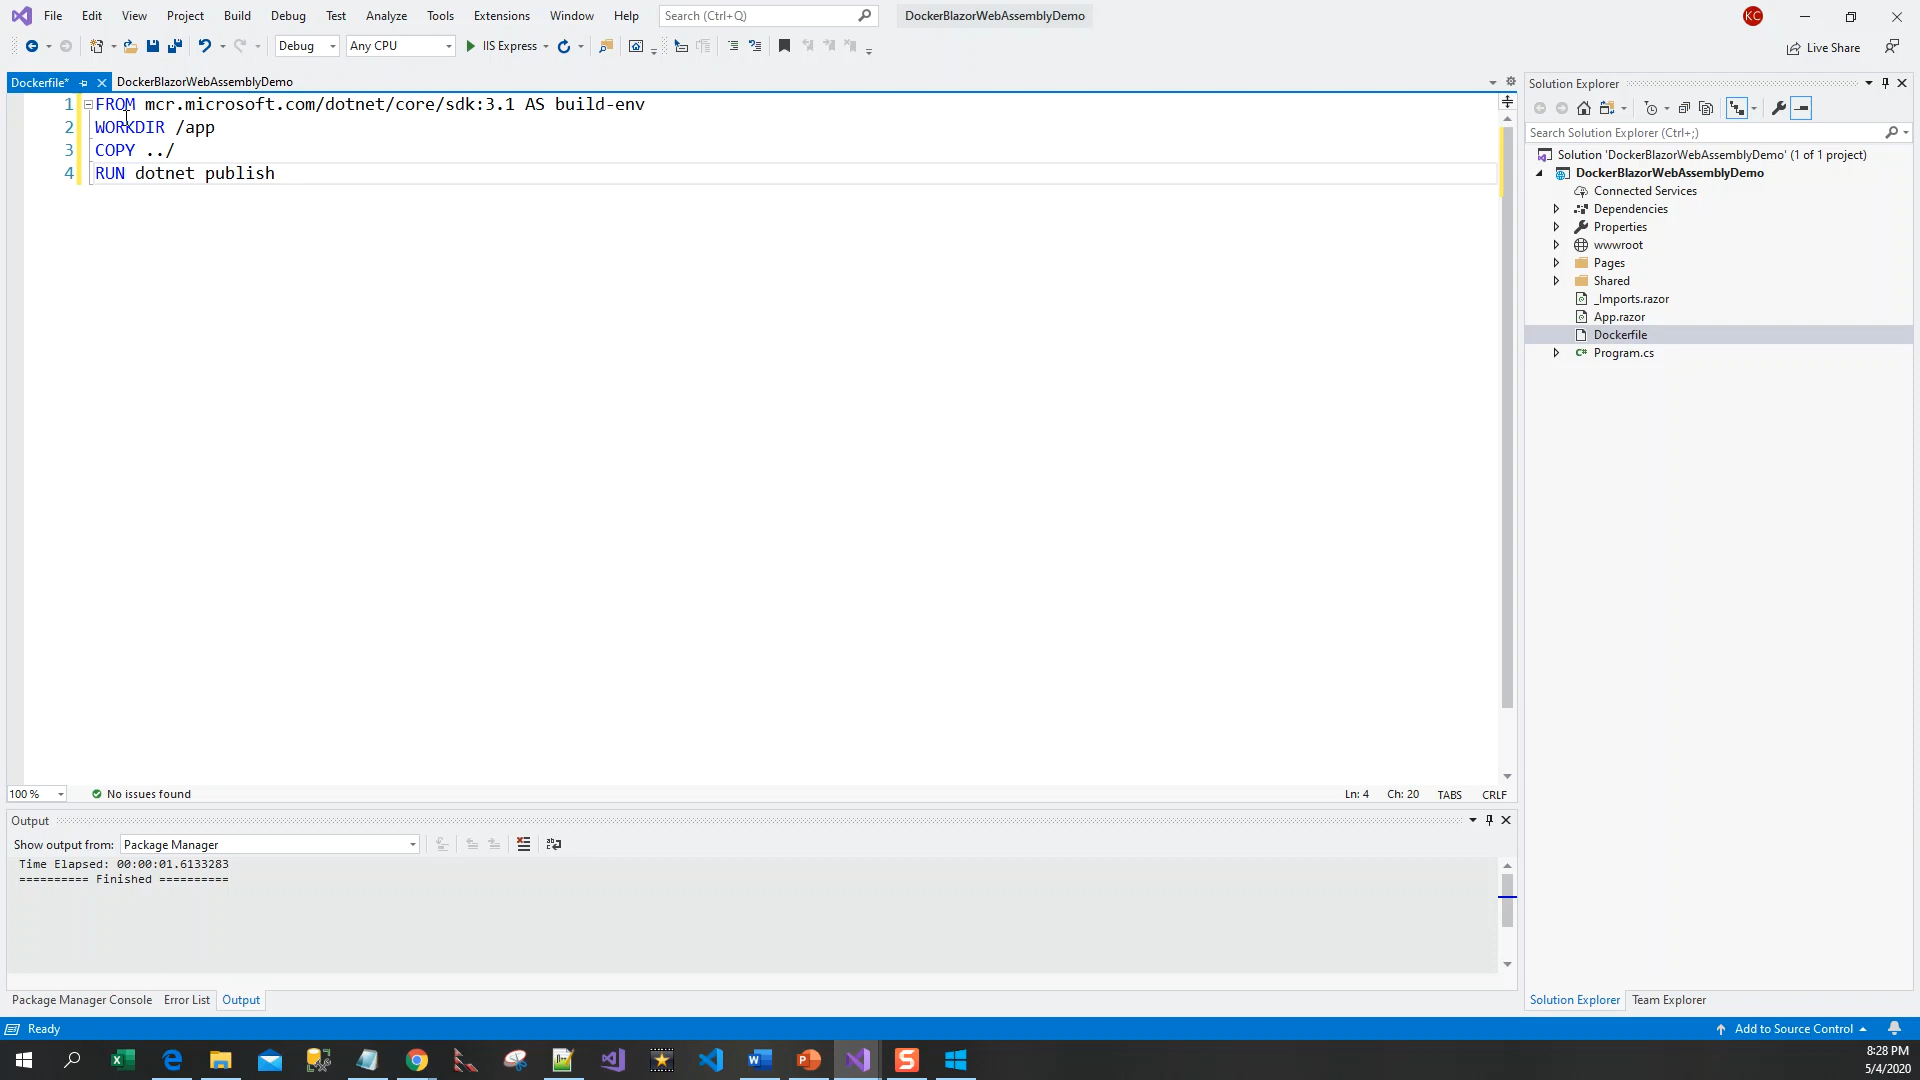 File Edit View Project Build Debug Test Analyze Tools Extensions Window Help Search (Ctrl+Q) DockerBlazorWebAssemblyDemo KC
Debug Any CPU IIS Express Live Share
Dockerfile* DockerBlazorWebAssemblyDemo
1 FROM mcr.microsoft.com/dotnet/core/sdk:3.1 AS build-env
2 WORKDIR /app
3 COPY ../
4 RUN dotnet publish
100 % No issues found Ln: 4 Ch: 20 TABS CRLF
Output
Show output from: Package Manager
Time Elapsed: 00:00:01.6133283
========== Finished ==========
Package Manager Console Error List Output
Solution Explorer
Search Solution Explorer (Ctrl+;)
Solution 'DockerBlazorWebAssemblyDemo' (1 of 1 project)
DockerBlazorWebAssemblyDemo
Connected Services
Dependencies
Properties
wwwroot
Pages
Shared
_Imports.razor
App.razor
Dockerfile
C# Program.cs
Solution Explorer Team Explorer
Ready Add to Source Control
8:28 PM
5/4/2020